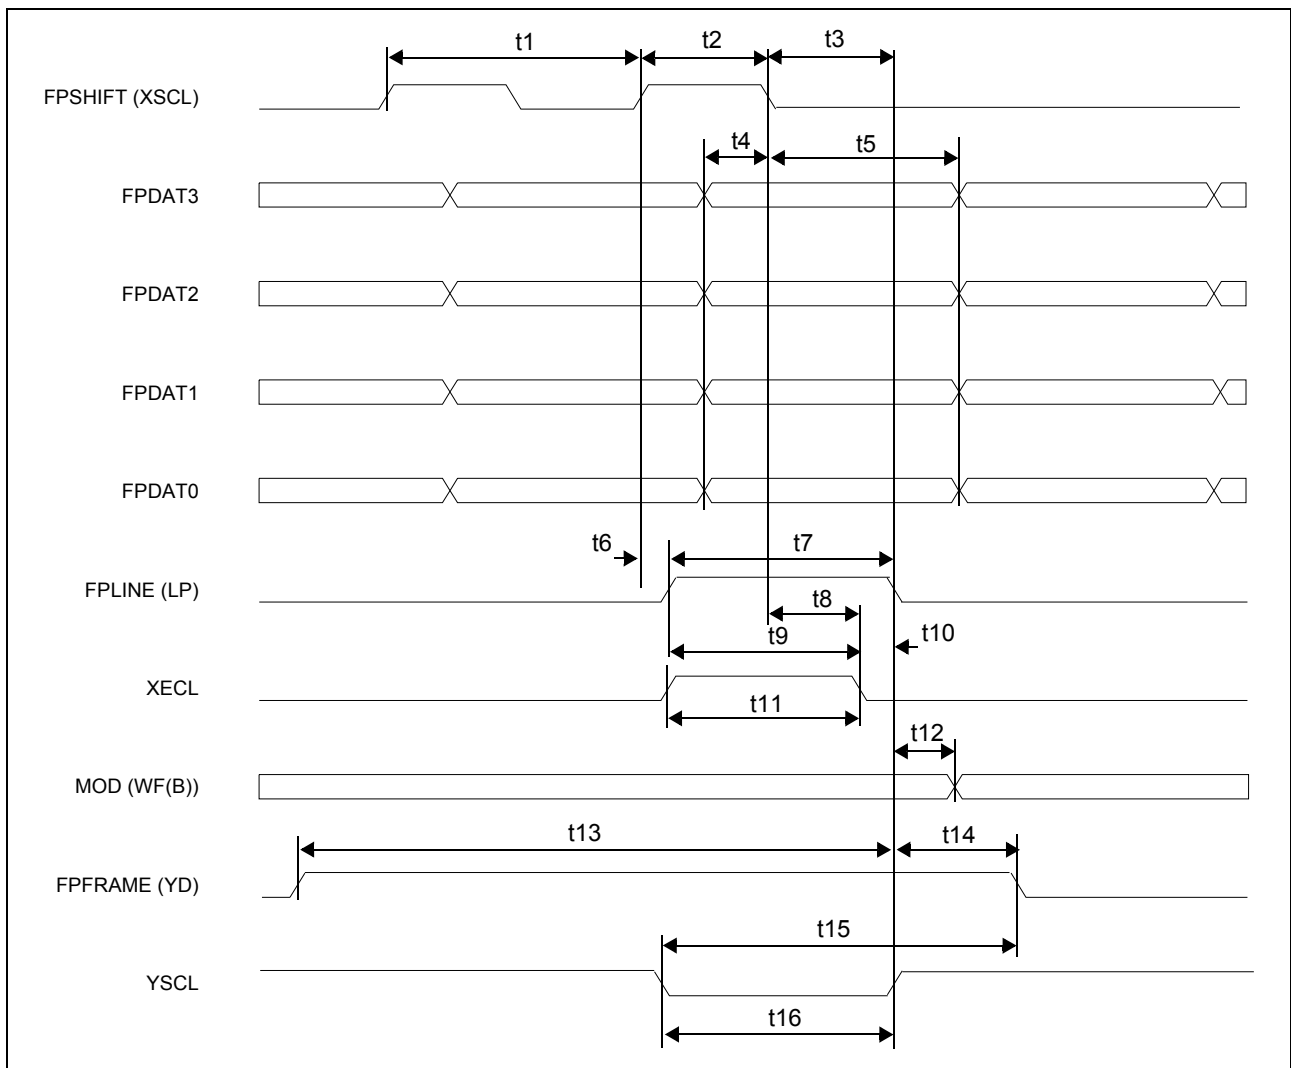 t1 t2 t3
FPSHIFT (XSCL)
t4 t5
FPDAT3
FPDAT2
FPDAT1
FPDAT0
t6 t7
FPLINE (LP)
t8
t9 t10
XECL
t11
t12
MOD (WF(B))
t13 t14
FPFRAME (YD)
t15
YSCL
t16